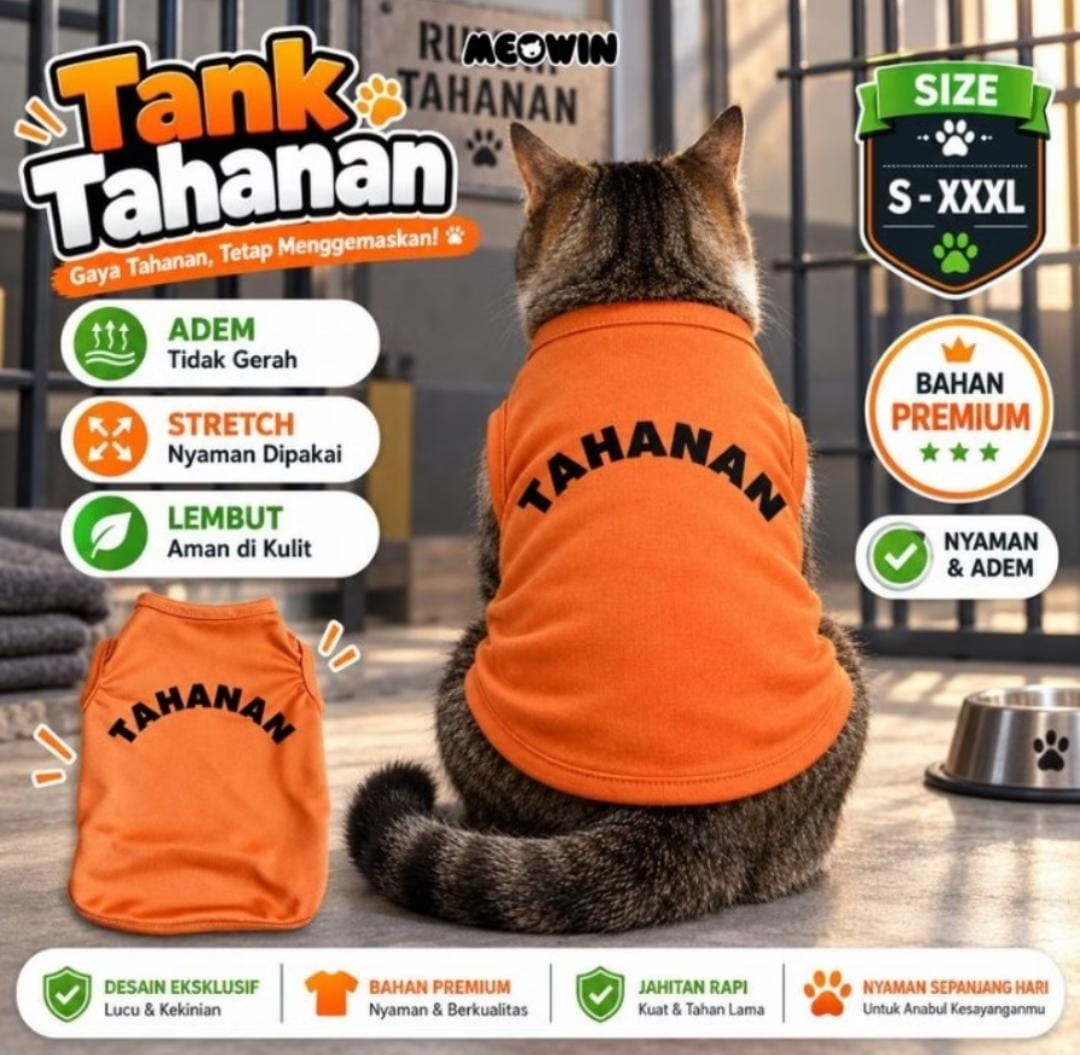 MEOWIN
TAHANAN
Tank
Tahanan
Gaya Tahanan, Tetap Menggemaskan!
SIZE
S - XXXL
ADEM
Tidak Gerah
STRETCH
Nyaman Dipakai
LEMBUT
Aman di Kulit
BAHAN
PREMIUM
NYAMAN
& ADEM
TAHANAN
TAHANAN
DESAIN EKSKLUSIF
Lucu & Kekinian
BAHAN PREMIUM
Nyaman & Berkualitas
JAHITAN RAPI
Kuat & Tahan Lama
NYAMAN SEPANJANG HARI
Untuk Anabul Kesayanganmu